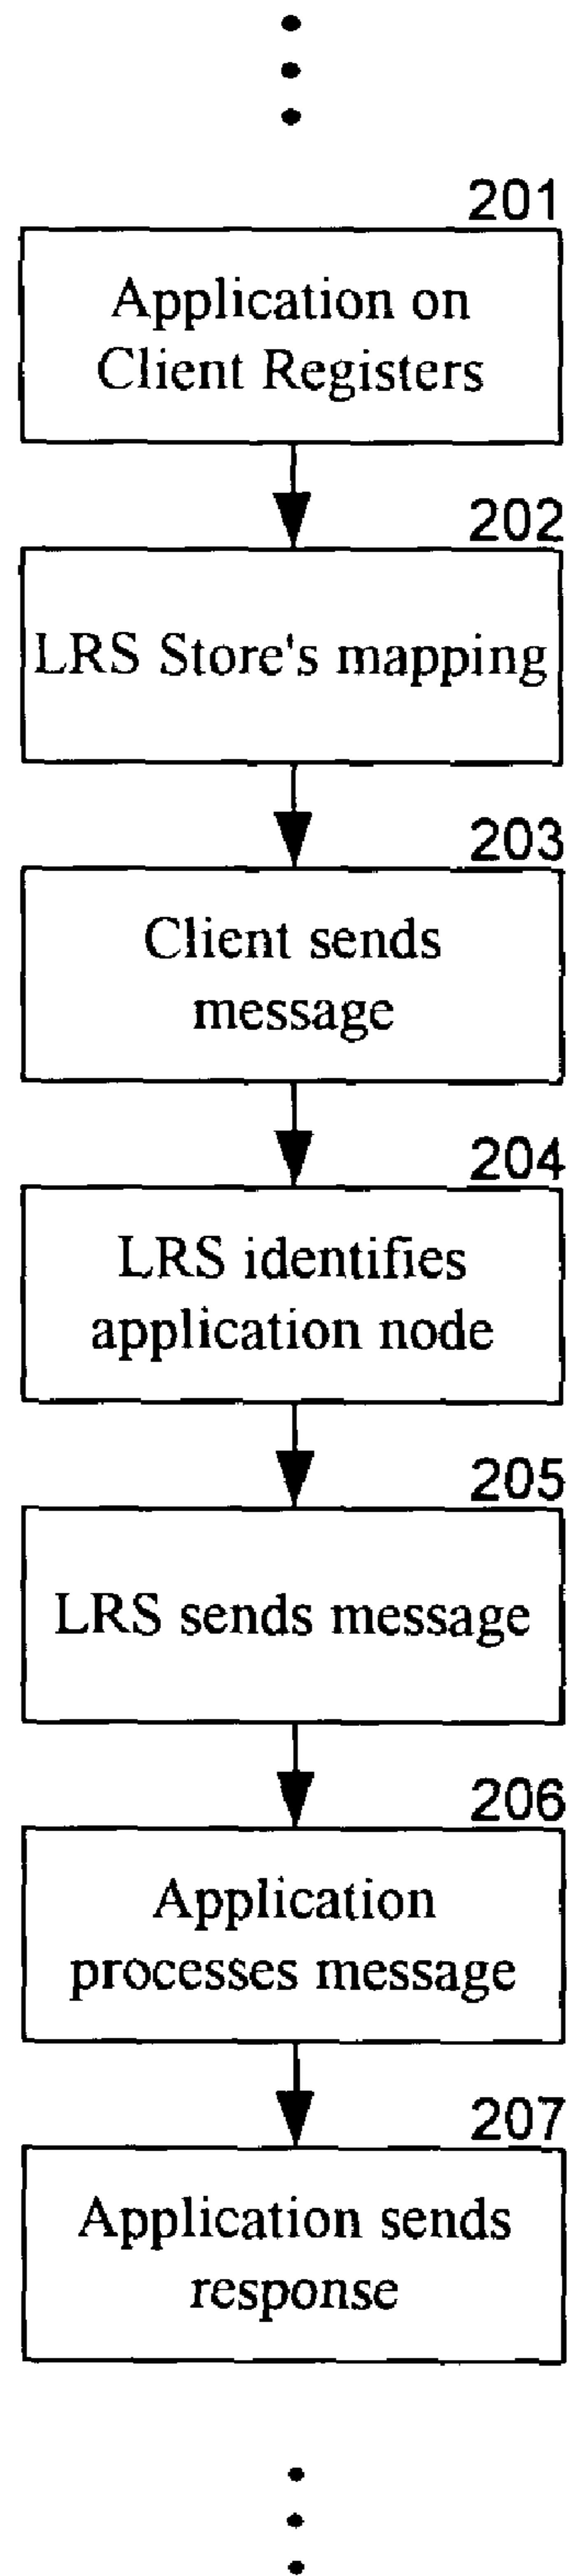 201
Application on
Client Registers
202
LRS Store's mapping
203
Client sends
message
204
LRS identifies
application node
205
LRS sends message
206
Application
processes message
207
Application sends
response